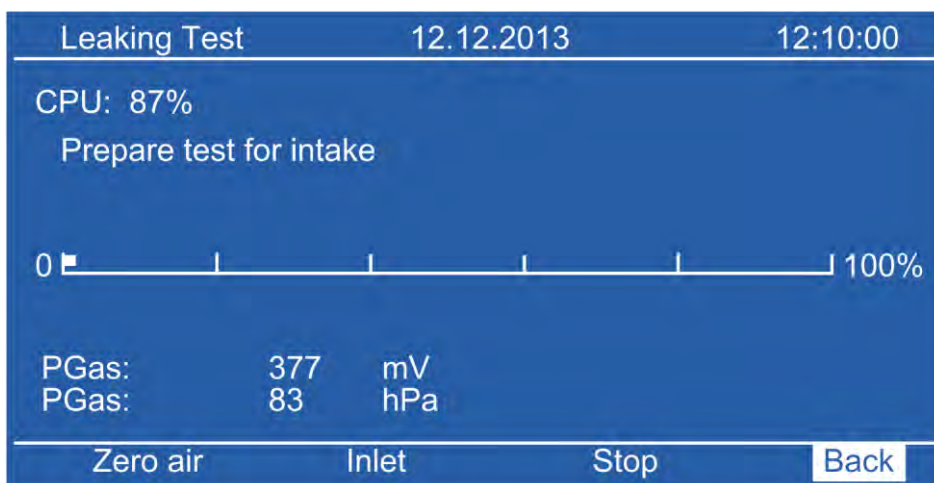 Leaking Test 12.12.2013 12:10:00
CPU: 87%
Prepare test for intake
0 100%
PGas: 377 mV
PGas: 83 hPa
Zero air Inlet Stop Back